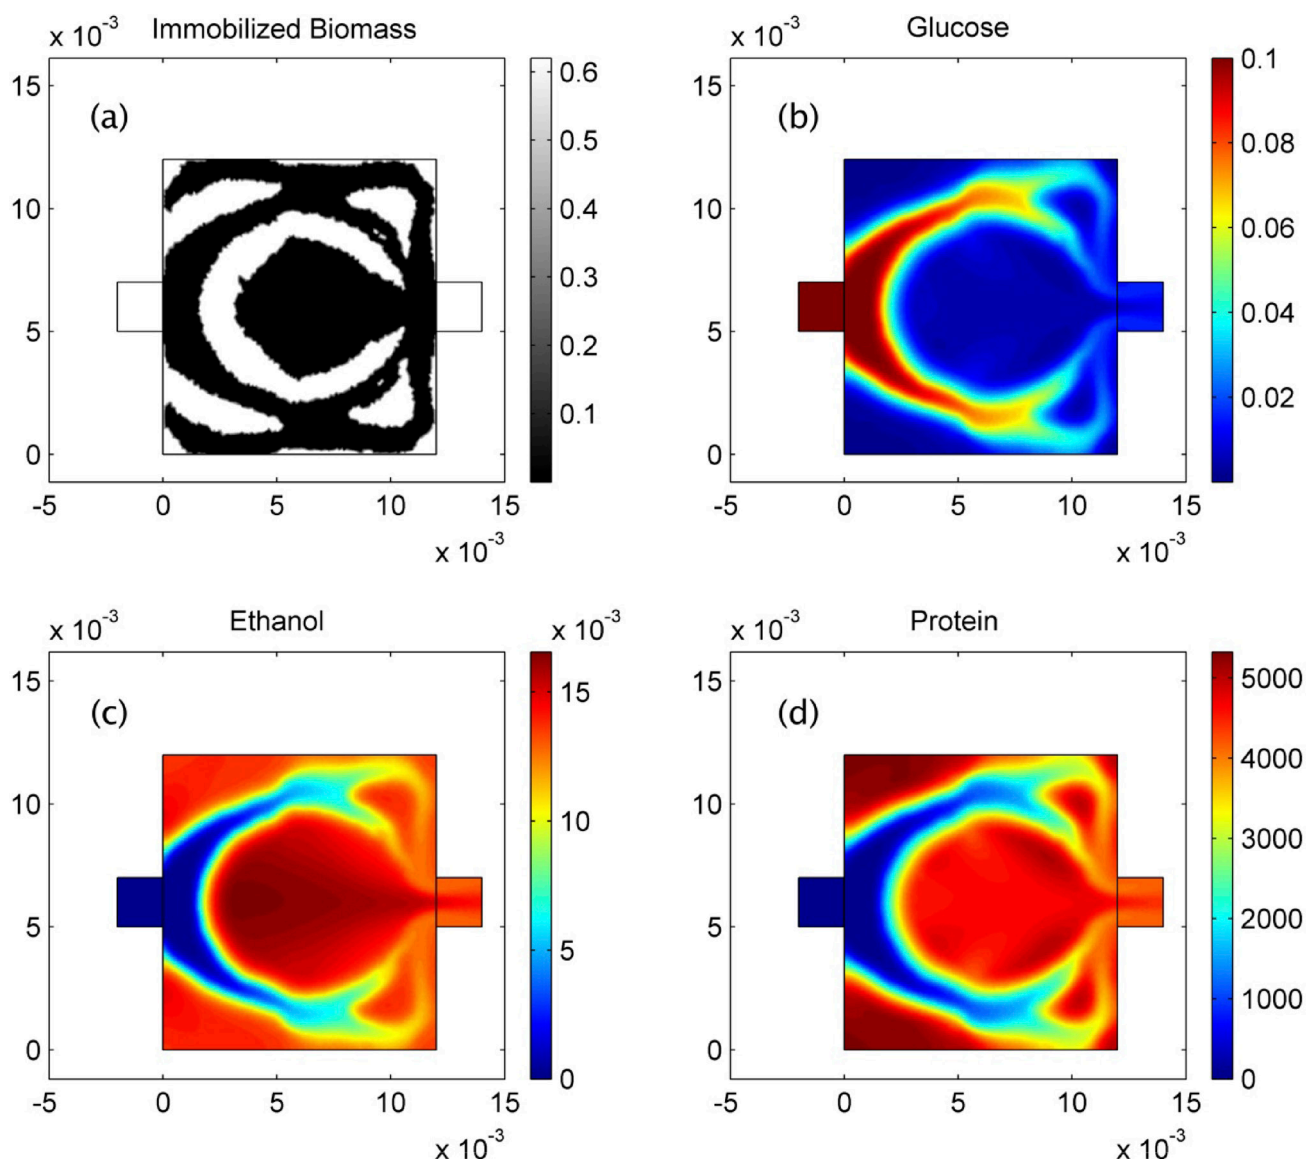 x 10-3 Immobilized Biomass
(a)
15
10
5
0
-5 0 5 10 15
x 10-3
0.6
0.5
0.4
0.3
0.2
0.1
x 10-3 Glucose
(b)
15
10
5
0
-5 0 5 10 15
x 10-3
0.1
0.08
0.06
0.04
0.02
x 10-3 Ethanol x 10-3
(c)
15
10
5
0
-5 0 5 10 15
x 10-3
15
10
5
0
x 10-3 Protein
(d)
15
10
5
0
-5 0 5 10 15
x 10-3
5000
4000
3000
2000
1000
0